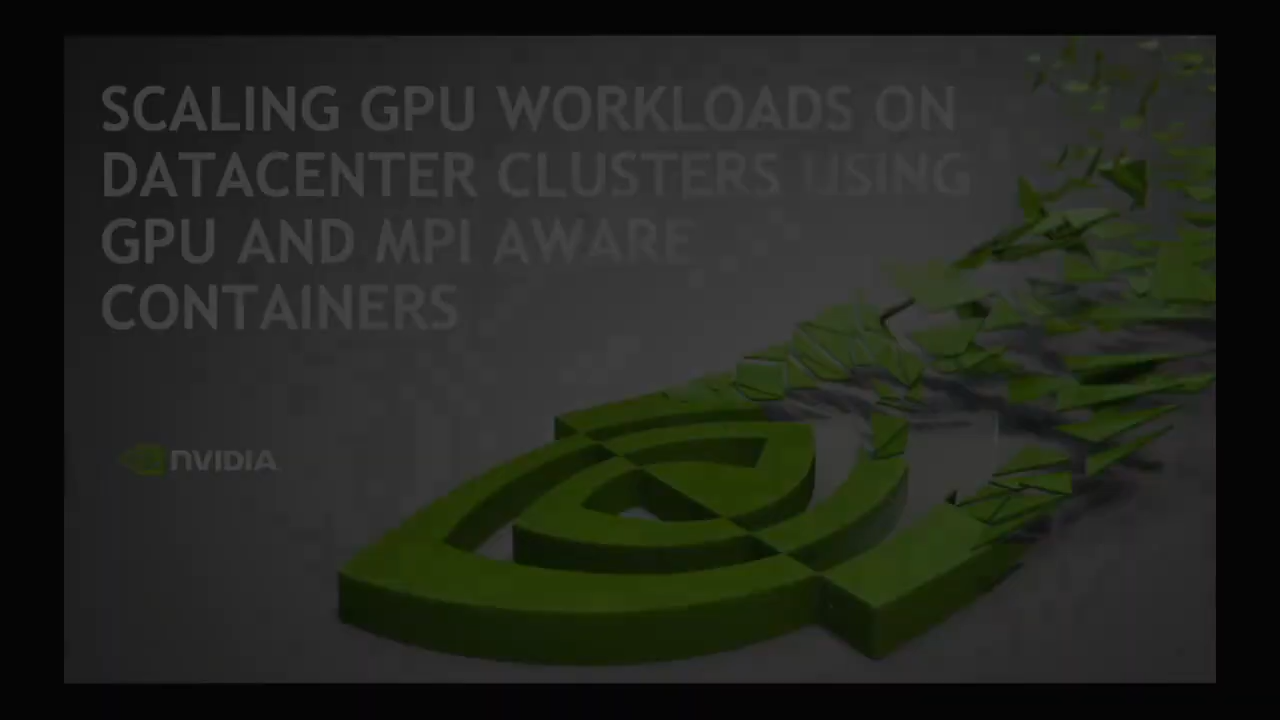 SCALING GPU WORKLOADS ON
DATACENTER CLUSTERS USING
GPU AND MPI AWARE
CONTAINERS
NVIDIA